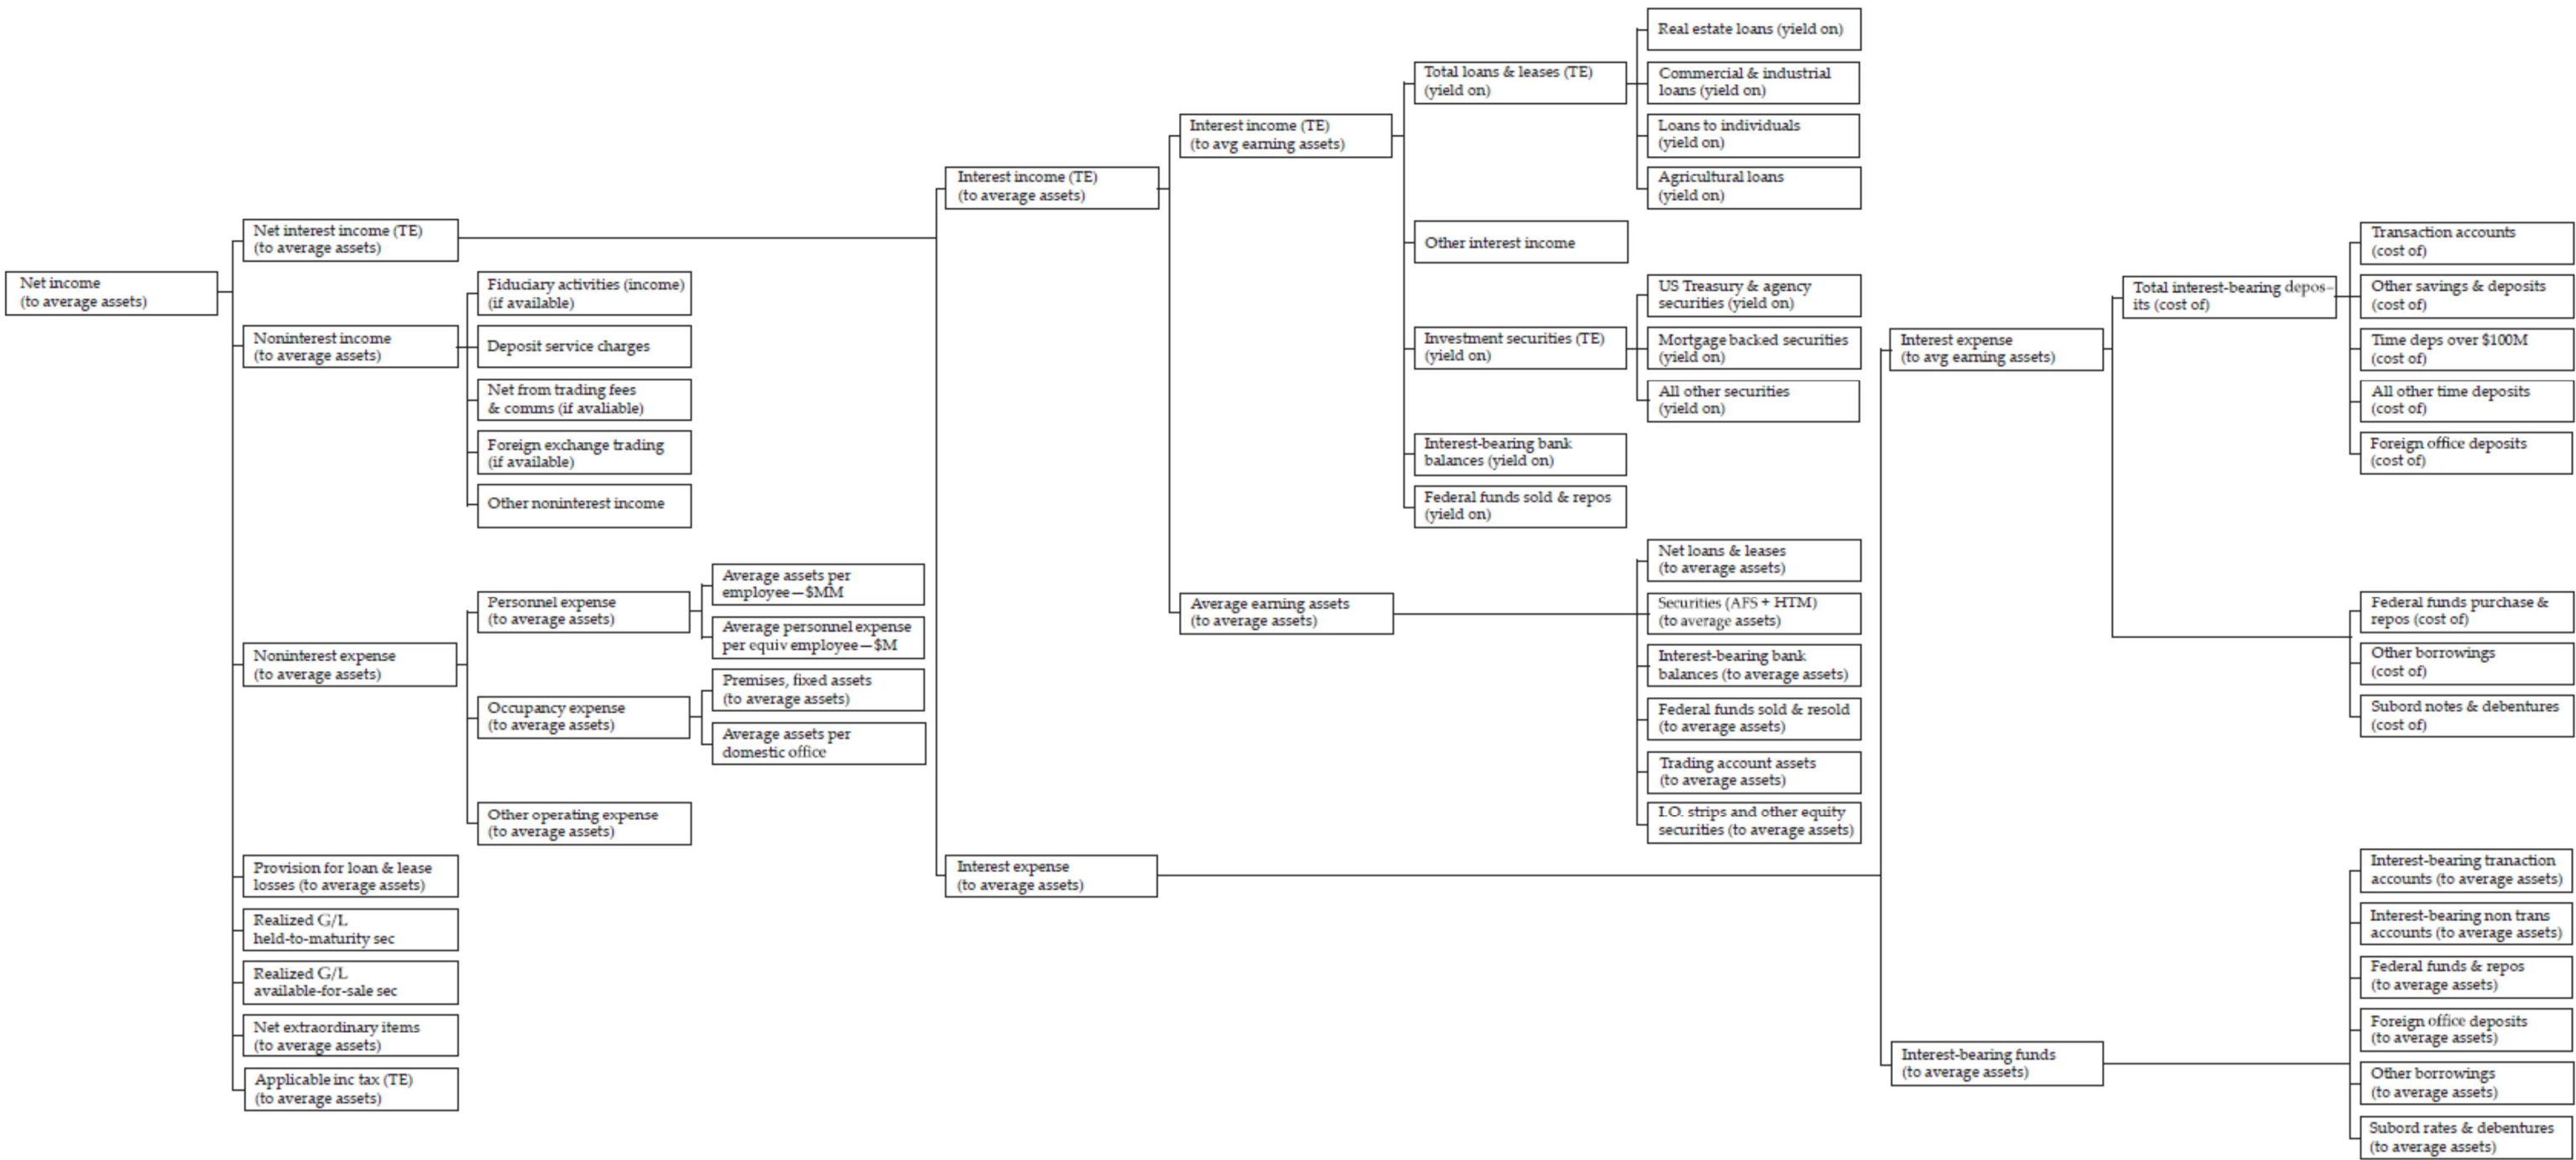 Net income
(to average assets)
Net interest income (TE)
(to average assets)
Noninterest income
(to average assets)
Noninterest expense
(to average assets)
Provision for loan & lease
losses (to average assets)
Realized G/L
held-to-maturity sec
Realized G/L
available-for-sale sec
Net extraordinary items
(to average assets)
Applicable inc tax (TE)
(to average assets)
Fiduciary activities (income)
(if available)
Deposit service charges
Net from trading fees
& comms (if avaliable)
Foreign exchange trading
(if available)
Other noninterest income
Personnel expense
(to average assets)
Occupancy expense
(to average assets)
Other operating expense
(to average assets)
Average assets per
employee—$MM
Average personnel expense
per equiv employee—$M
Premises, fixed assets
(to average assets)
Average assets per
domestic office
Interest income (TE)
(to average assets)
Interest expense
(to average assets)
Interest income (TE)
(to avg earning assets)
Average earning assets
(to average assets)
Total loans & leases (TE)
(yield on)
Other interest income
Investment securities (TE)
(yield on)
Interest-bearing bank
balances (yield on)
Federal funds sold & repos
(yield on)
Real estate loans (yield on)
Commercial & industrial
loans (yield on)
Loans to individuals
(yield on)
Agricultural loans
(yield on)
US Treasury & agency
securities (yield on)
Mortgage backed securities
(yield on)
All other securities
(yield on)
Net loans & leases
(to average assets)
Securities (AFS + HTM)
(to average assets)
Interest-bearing bank
balances (to average assets)
Federal funds sold & resold
(to average assets)
Trading account assets
(to average assets)
I.O. strips and other equity
securities (to average assets)
Interest expense
(to avg earning assets)
Interest-bearing funds
(to average assets)
Total interest-bearing depos-
its (cost of)
Transaction accounts
(cost of)
Other savings & deposits
(cost of)
Time deps over $100M
(cost of)
All other time deposits
(cost of)
Foreign office deposits
(cost of)
Federal funds purchase &
repos (cost of)
Other borrowings
(cost of)
Subord notes & debentures
(cost of)
Interest-bearing tranaction
accounts (to average assets)
Interest-bearing non trans
accounts (to average assets)
Federal funds & repos
(to average assets)
Foreign office deposits
(to average assets)
Other borrowings
(to average assets)
Subord rates & debentures
(to average assets)